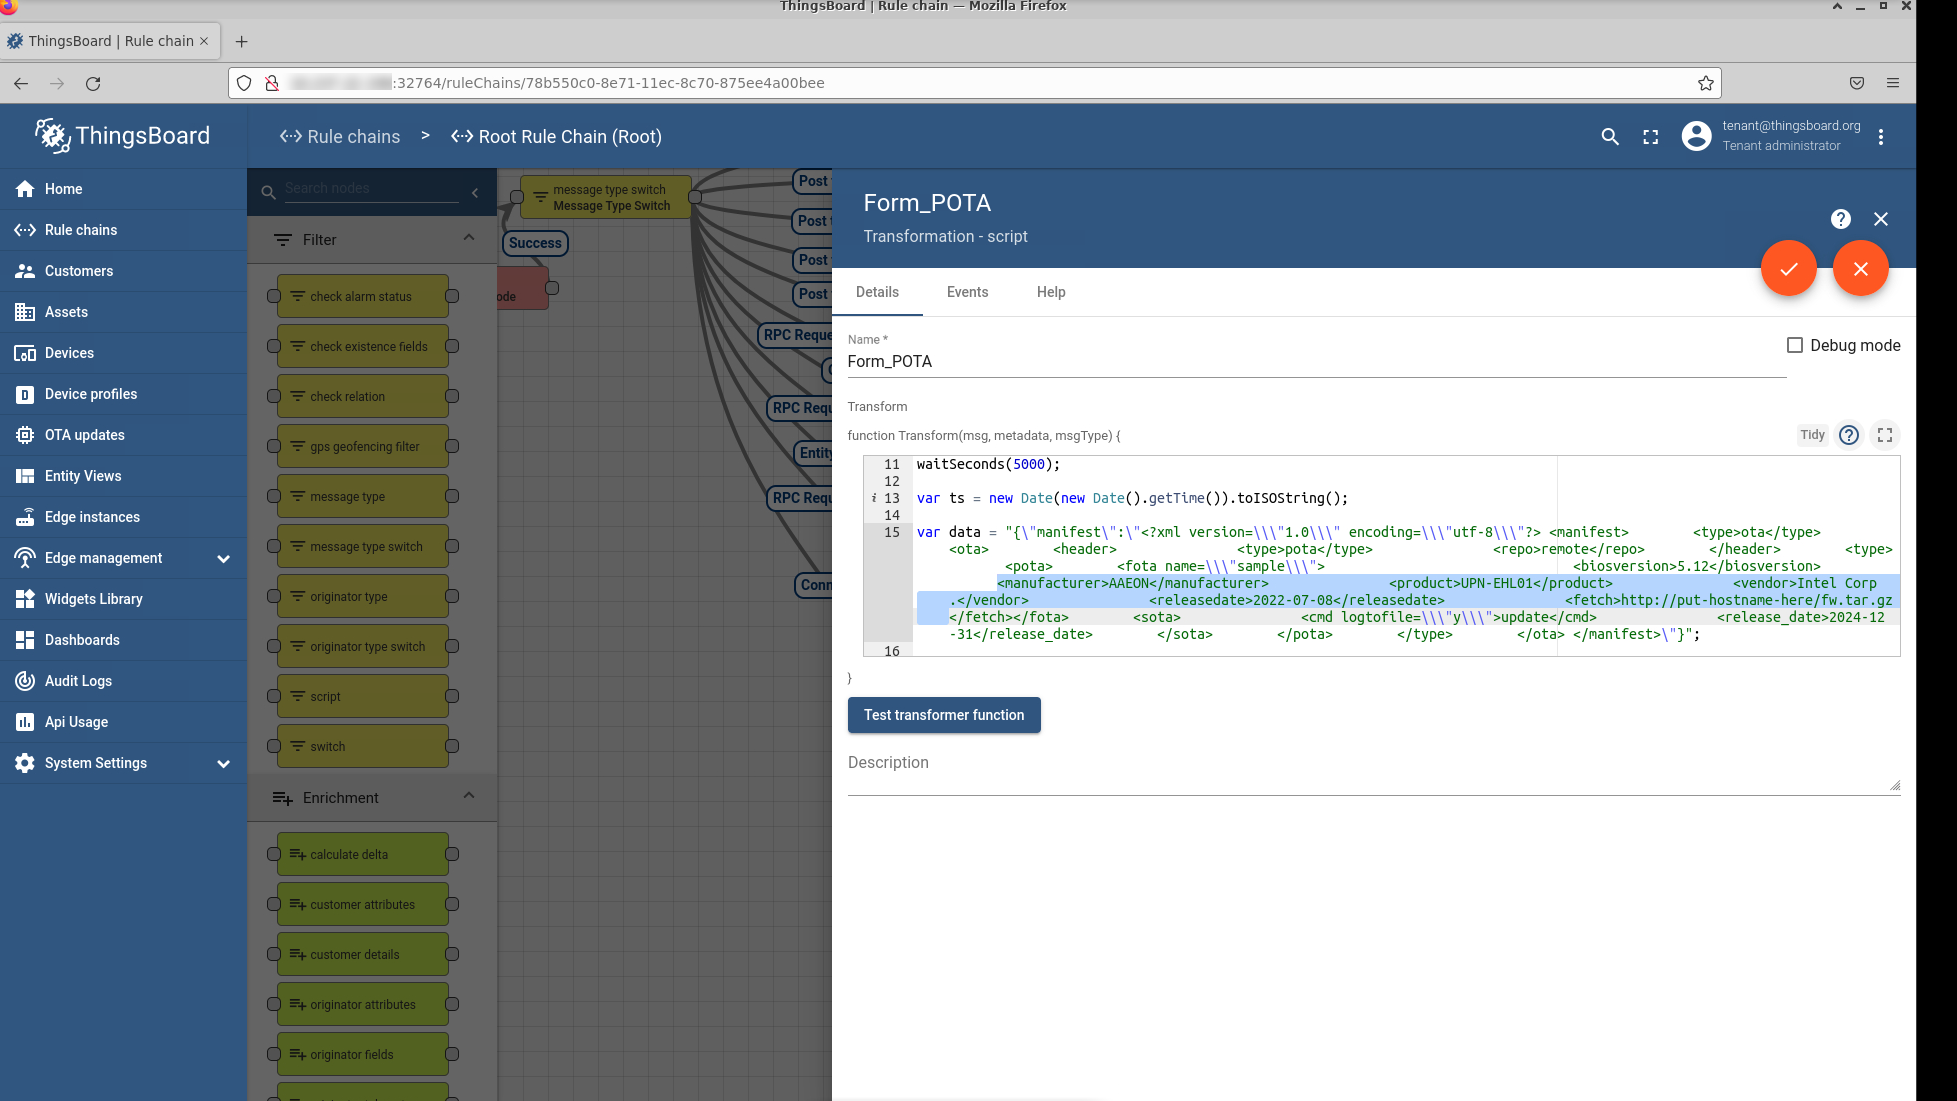 ThingsBoard | Rule chain — Mozilla Firefox
ThingsBoard | Rule chain
:32764/ruleChains/78b550c0-8e71-11ec-8c70-875ee4a00bee
ThingsBoard
Rule chains > Root Rule Chain (Root)
tenant@thingsboard.org
Tenant administrator
Home
Rule chains
Customers
Assets
Devices
Device profiles
OTA updates
Entity Views
Edge instances
Edge management
Widgets Library
Dashboards
Audit Logs
Api Usage
System Settings
Search nodes
Filter
check alarm status
check existence fields
check relation
gps geofencing filter
message type
message type switch
originator type
originator type switch
script
switch
Enrichment
calculate delta
customer attributes
customer details
originator attributes
originator fields
message type switch
Message Type Switch
Success
ode
Post
Post
Post
Post
RPC Reque
RPC Requ
Entity
RPC Requ
Conn
Form_POTA
Transformation - script
Details Events Help
Name *
Form_POTA
Debug mode
Transform
function Transform(msg, metadata, msgType) {
Tidy
11 waitSeconds(5000);
12
i 13 var ts = new Date(new Date().getTime()).toISOString();
14
15 var data = "{\"manifest\":\"<?xml version=\\\"1.0\\\" encoding=\\\"utf-8\\\"?> <manifest> <type>ota</type>
<ota> <header> <type>pota</type> <repo>remote</repo> </header> <type>
<pota> <fota name=\\\"sample\\\"> <biosversion>5.12</biosversion>
<manufacturer>AAEON</manufacturer> <product>UPN-EHL01</product> <vendor>Intel Corp
.</vendor> <releasedate>2022-07-08</releasedate> <fetch>http://put-hostname-here/fw.tar.gz
</fetch></fota> <sota> <cmd logtofile=\\\"y\\\">update</cmd> <release_date>2024-12
-31</release_date> </sota> </pota> </type> </ota> </manifest>\"}";
16
}
Test transformer function
Description